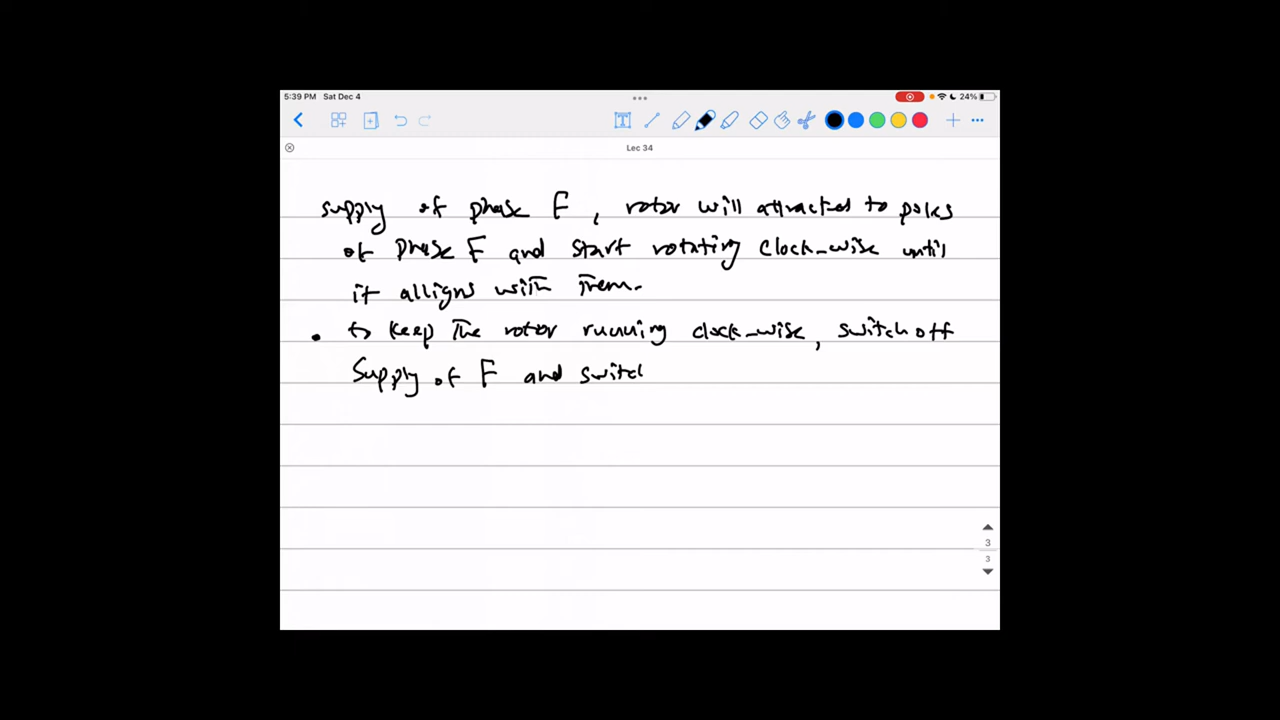 5:39 PM Sat Dec 4 24%
Lec 34
supply of phase F, rotor will attracted to poles
of phase F and start rotating clock-wise until
it alligns with them.
• to keep the rotor running clock-wise, switch off
Supply of F and switc
3
3